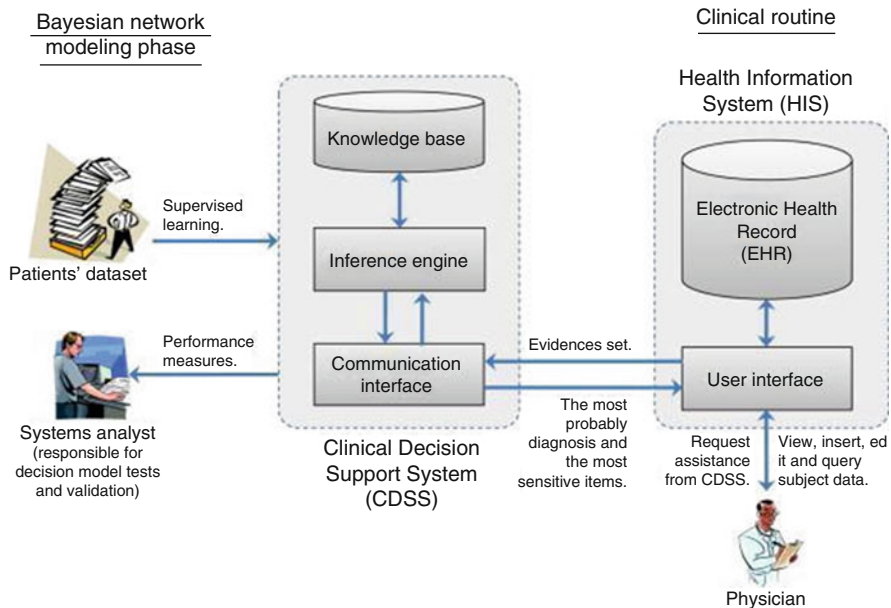 Bayesian network
modeling phase
Clinical routine
Health Information
System (HIS)
Knowledge base
Electronic Health
Record
(EHR)
Supervised
learning.
Patients' dataset
Inference engine
Performance
measures.
Communication
interface
Evidences set.
User interface
Systems analyst
(responsible for
decision model tests
and validation)
Clinical Decision
Support System
(CDSS)
The most
probably
diagnosis and
the most
sensitive items.
Request
assistance
from CDSS.
View, insert, ed
it and query
subject data.
Physician